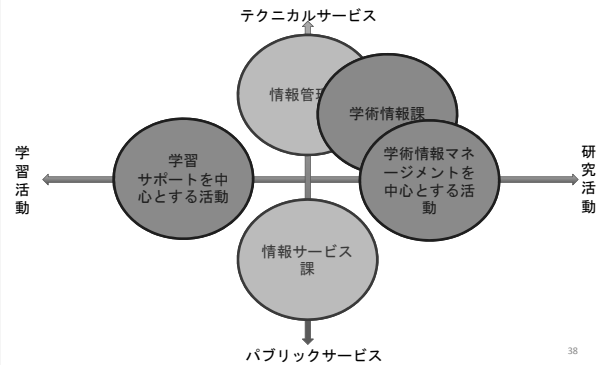 テクニカルサービス
情報管理
学術情報課
学
習
活
動
学習
サポートを中
心とする活動
学術情報マネ
ージメントを
中心とする活
動
研
究
活
動
情報サービス
課
パブリックサービス
38